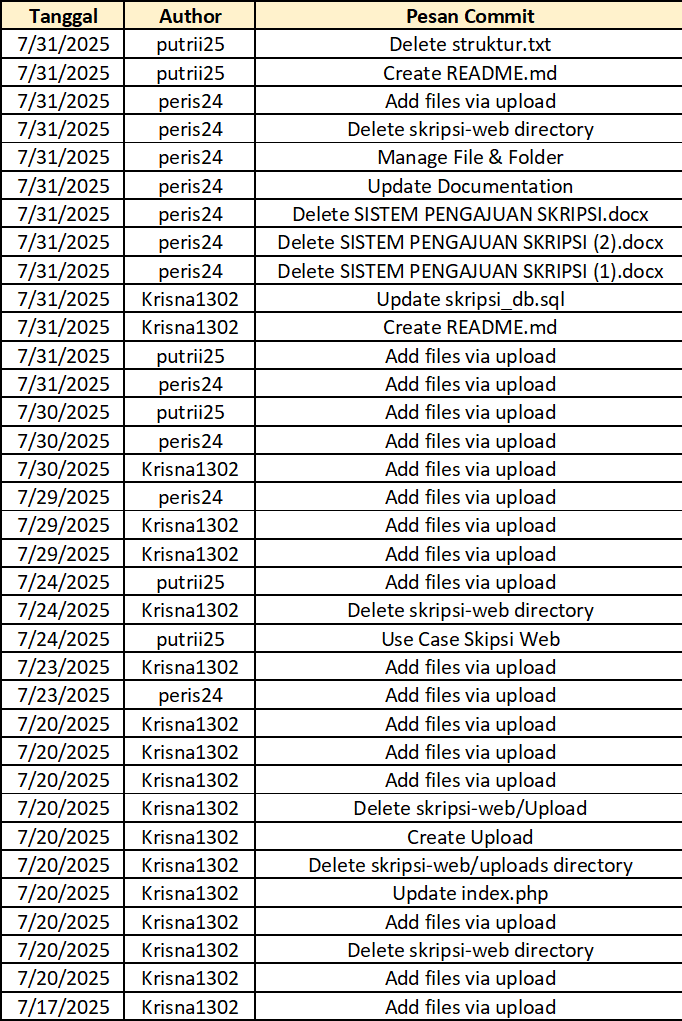 Tanggal Author Pesan Commit
7/31/2025 putrii25 Delete struktur.txt
7/31/2025 putrii25 Create README.md
7/31/2025 peris24 Add files via upload
7/31/2025 peris24 Delete skripsi-web directory
7/31/2025 peris24 Manage File & Folder
7/31/2025 peris24 Update Documentation
7/31/2025 peris24 Delete SISTEM PENGAJUAN SKRIPSI.docx
7/31/2025 peris24 Delete SISTEM PENGAJUAN SKRIPSI (2).docx
7/31/2025 peris24 Delete SISTEM PENGAJUAN SKRIPSI (1).docx
7/31/2025 Krisna1302 Update skripsi_db.sql
7/31/2025 Krisna1302 Create README.md
7/31/2025 putrii25 Add files via upload
7/31/2025 peris24 Add files via upload
7/30/2025 putrii25 Add files via upload
7/30/2025 peris24 Add files via upload
7/30/2025 Krisna1302 Add files via upload
7/29/2025 peris24 Add files via upload
7/29/2025 Krisna1302 Add files via upload
7/29/2025 Krisna1302 Add files via upload
7/24/2025 putrii25 Add files via upload
7/24/2025 Krisna1302 Delete skripsi-web directory
7/24/2025 putrii25 Use Case Skipsi Web
7/23/2025 Krisna1302 Add files via upload
7/23/2025 peris24 Add files via upload
7/20/2025 Krisna1302 Add files via upload
7/20/2025 Krisna1302 Add files via upload
7/20/2025 Krisna1302 Add files via upload
7/20/2025 Krisna1302 Delete skripsi-web/Upload
7/20/2025 Krisna1302 Create Upload
7/20/2025 Krisna1302 Delete skripsi-web/uploads directory
7/20/2025 Krisna1302 Update index.php
7/20/2025 Krisna1302 Add files via upload
7/20/2025 Krisna1302 Delete skripsi-web directory
7/20/2025 Krisna1302 Add files via upload
7/17/2025 Krisna1302 Add files via upload